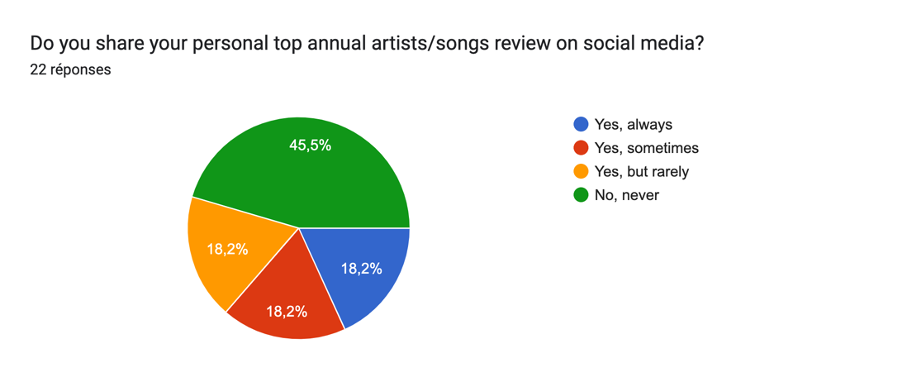 Do you share your personal top annual artists/songs review on social media?
22 réponses
45,5%
18,2%
18,2%
18,2%
Yes, always
Yes, sometimes
Yes, but rarely
No, never